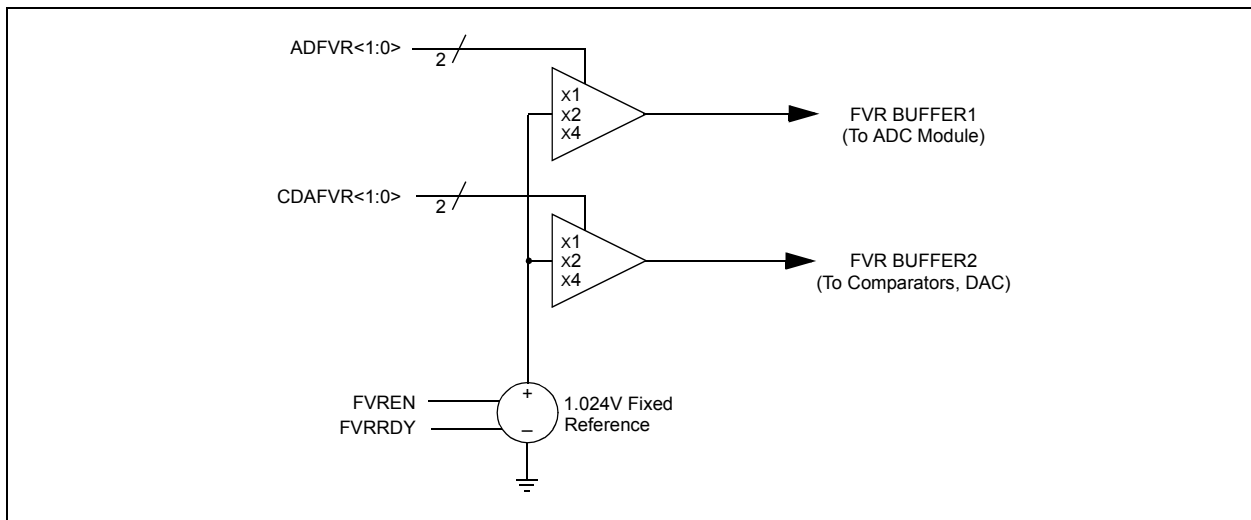 ADFVR<1:0>
2
X1
X2
X4
FVR BUFFER1
(To ADC Module)
CDAFVR<1:0>
2
X1
X2
X4
FVR BUFFER2
(To Comparators, DAC)
FVREN
FVRRDY
+
–
1.024V Fixed
Reference